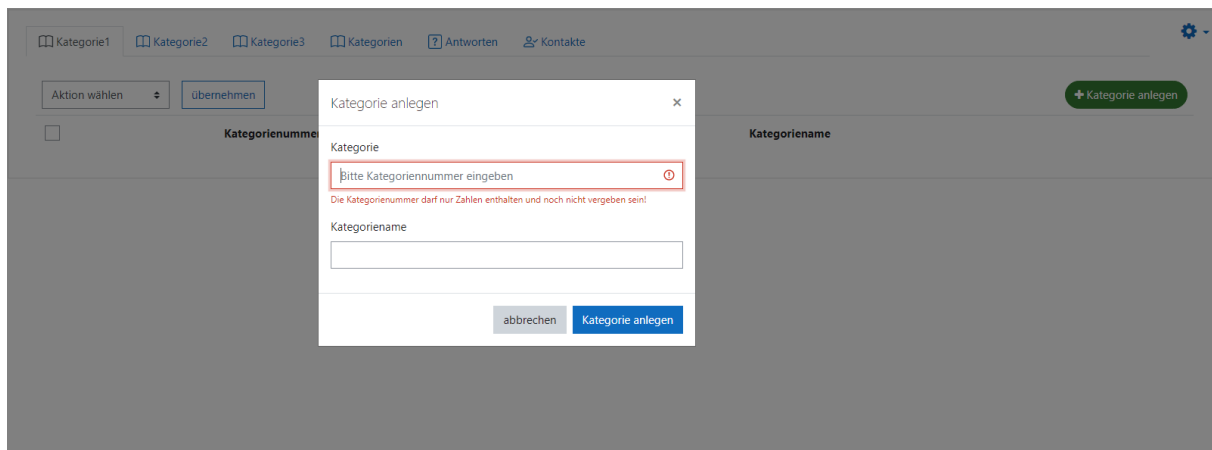 Kategorie1 Kategorie2 Kategorie3 Kategorien Antworten Kontakte
Aktion wählen übernehmen Kategorie anlegen
Kategorienummer Kategoriename
Kategorie anlegen
Kategorie
Bitte Kategoriennummer eingeben
Die Kategorienummer darf nur Zahlen enthalten und noch nicht vergeben sein!
Kategoriename
abbrechen Kategorie anlegen